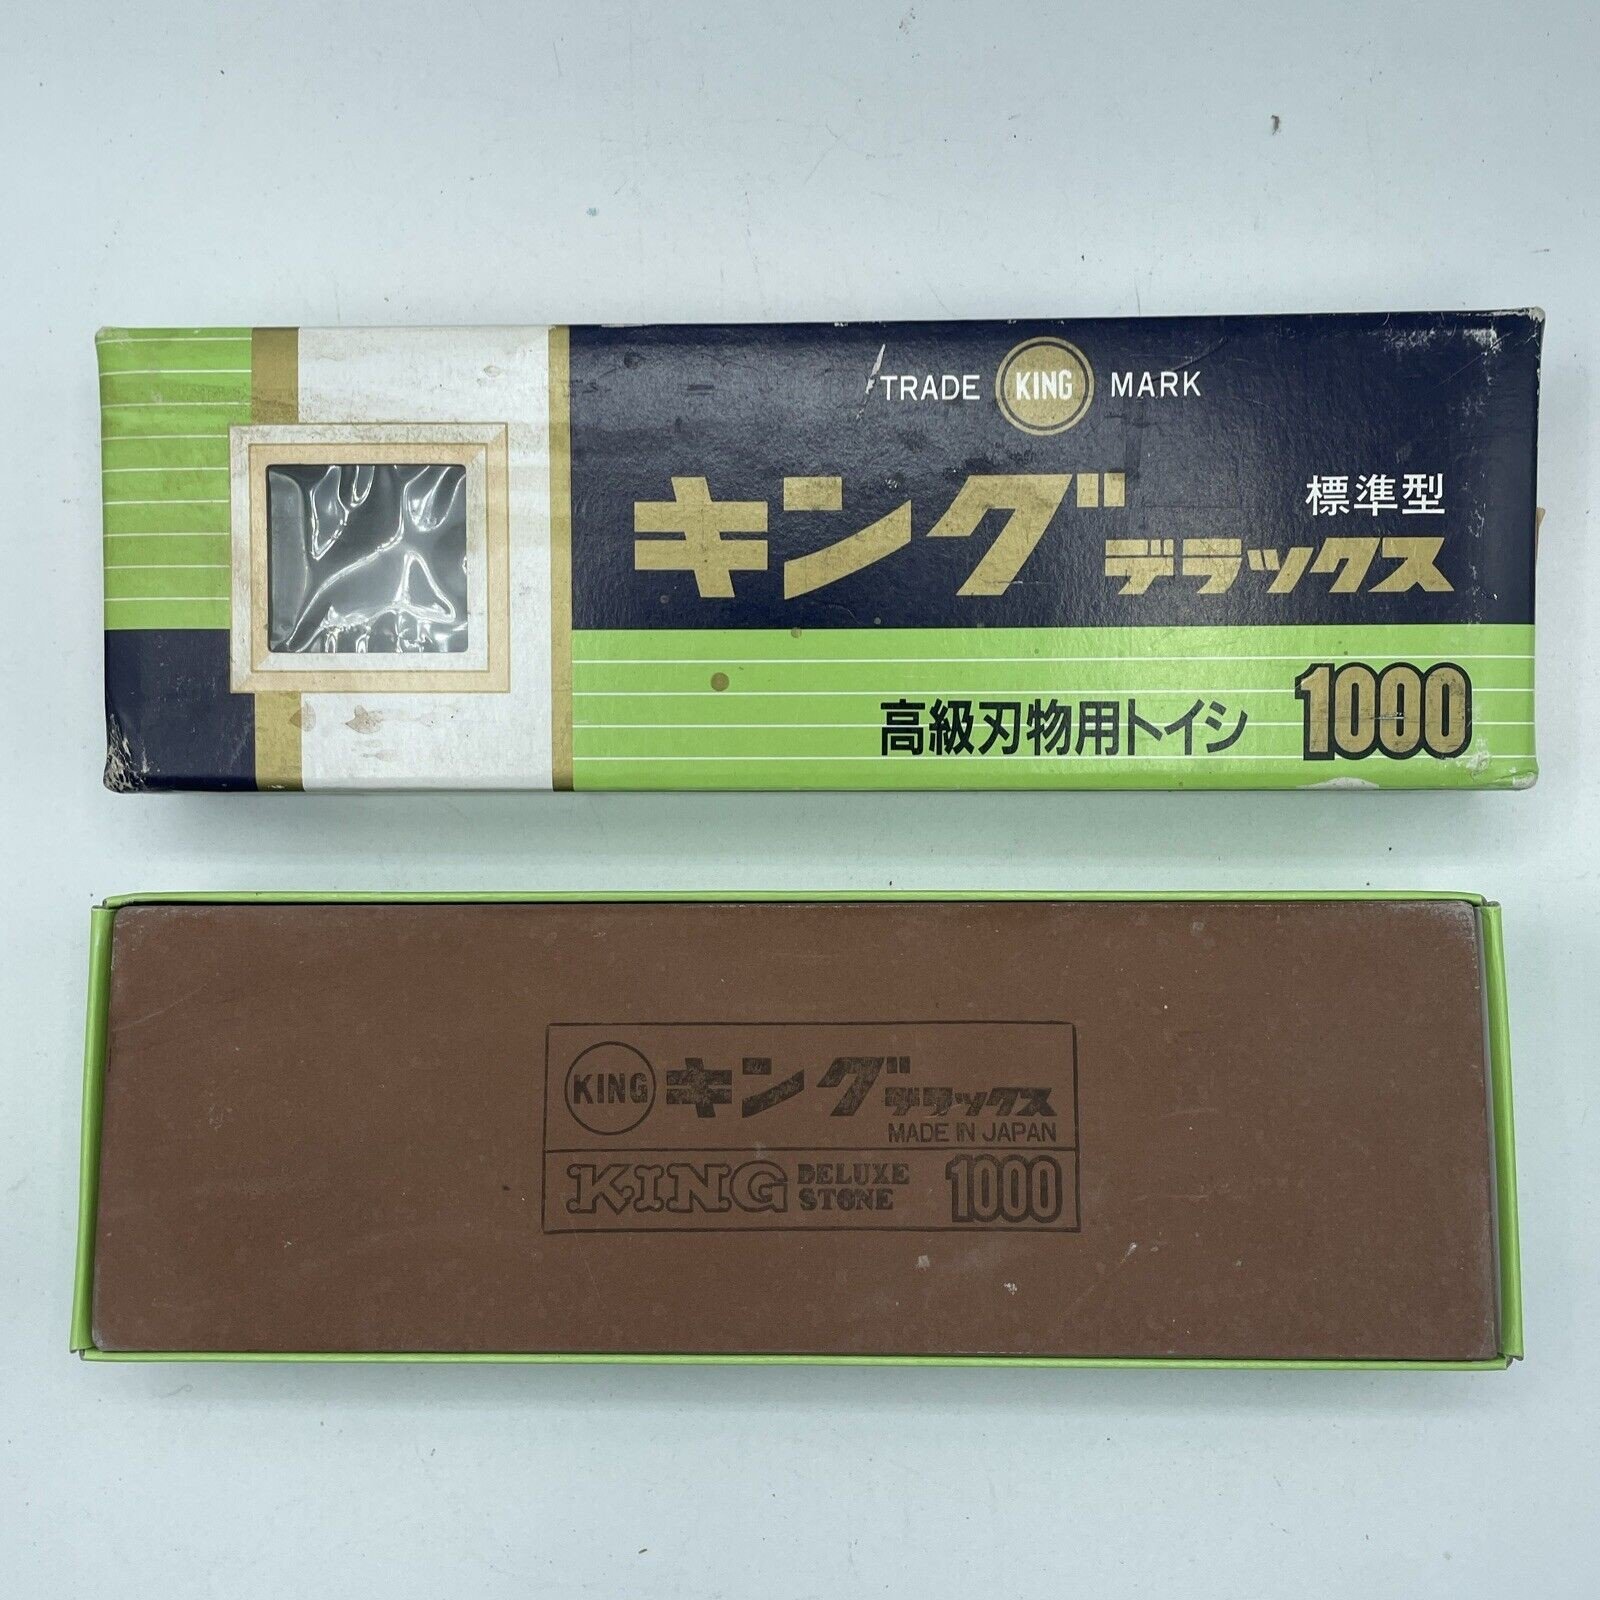 TRADE KING MARK
標準型
キング デラックス
高級刃物用トイシ 1000
KING キング デラックス
MADE IN JAPAN
KING DELUXE STONE 1000